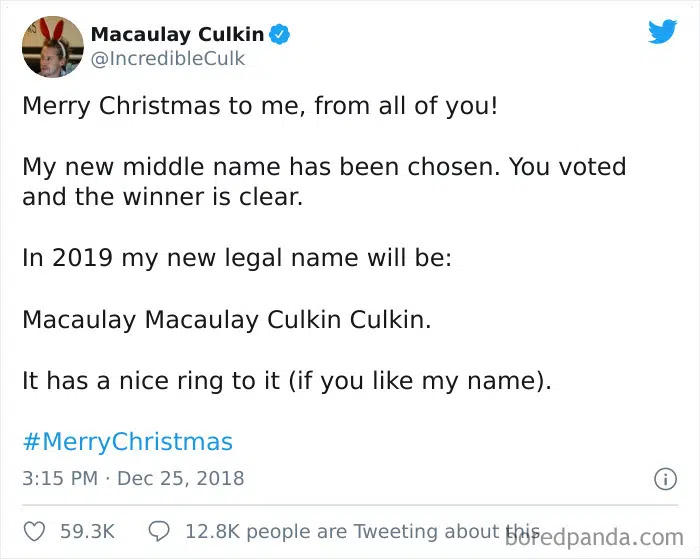 Macaulay Culkin
@IncredibleCulk
Merry Christmas to me, from all of you!
My new middle name has been chosen. You voted
and the winner is clear.
In 2019 my new legal name will be:
Macaulay Macaulay Culkin Culkin.
It has a nice ring to it (if you like my name).
#MerryChristmas
3:15 PM · Dec 25, 2018
59.3K 12.8K people are Tweeting about this
boredpanda.com